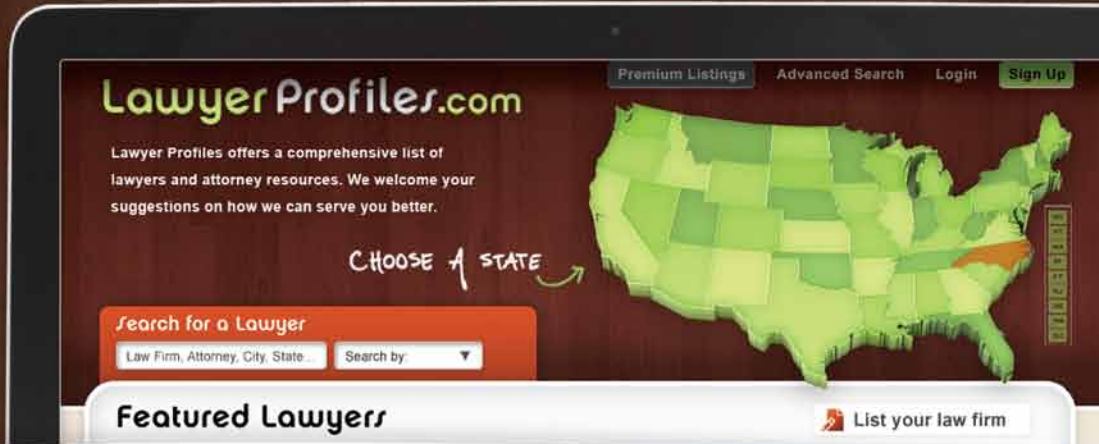 Premium Listings
Advanced Search
Login
Sign Up
LawyerProfiles.com
Lawyer Profiles offers a comprehensive list of
lawyers and attorney resources. We welcome your
suggestions on how we can serve you better.
CHOOSE A STATE
Search for a Lawyer
Law Firm, Attorney, City, State...
Search by:
Featured Lawyers
List your law firm